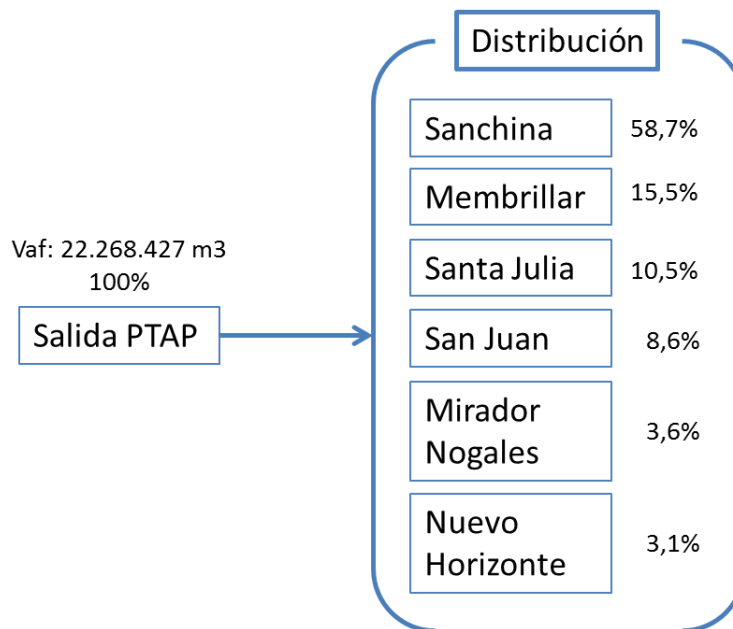 Distribución
Sanchina 58,7%
Membrillar 15,5%
Vaf: 22.268.427 m3
100%
Salida PTAP
Santa Julia 10,5%
San Juan 8,6%
Mirador
Nogales
3,6%
Nuevo
Horizonte
3,1%